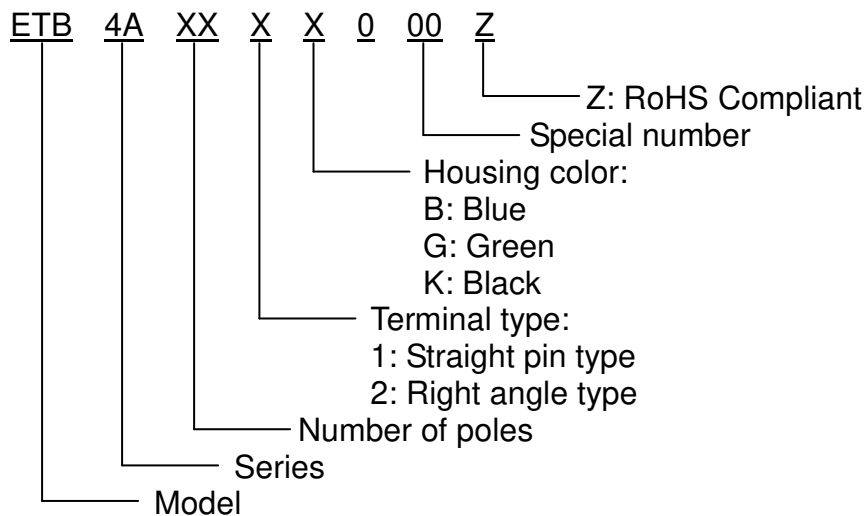 ETB 4A XX X X 0 00 Z
Z: RoHS Compliant
Special number
Housing color:
B: Blue
G: Green
K: Black
Terminal type:
1: Straight pin type
2: Right angle type
Number of poles
Series
Model